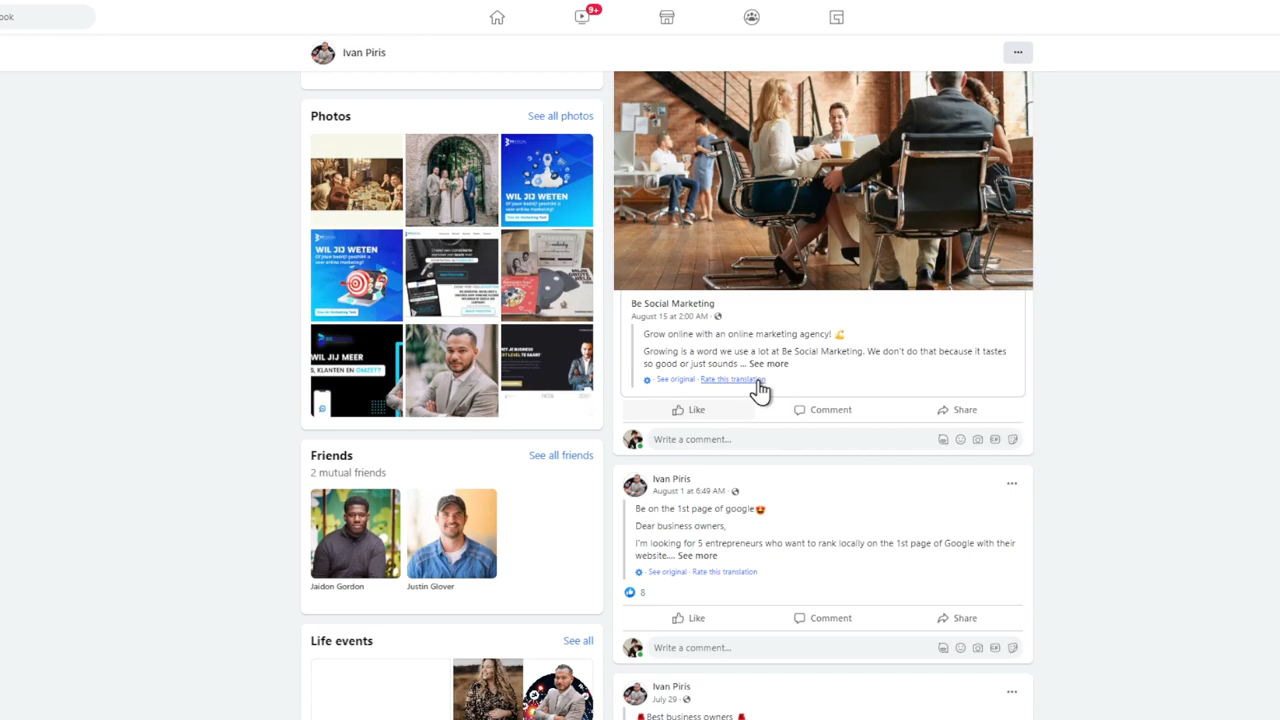 ook
9+
Ivan Piris
Photos
See all photos
WIL JIJ WETEN
WIL JIJ WETEN
WIL JIJ MEER
S, KLANTEN EN OMZET?
Be Social Marketing
August 15 at 2:00 AM ·
Grow online with an online marketing agency! 💪
Growing is a word we use a lot at Be Social Marketing. We don't do that because it tastes
so good or just sounds ... See more
· See original · Rate this translation
Like
Comment
Share
Write a comment...
Friends
See all friends
2 mutual friends
Jaidon Gordon
Justin Glover
Ivan Piris
August 1 at 6:49 AM ·
Be on the 1st page of google😍
Dear business owners,
I'm looking for 5 entrepreneurs who want to rank locally on the 1st page of Google with their
website.... See more
· See original · Rate this translation
8
Like
Comment
Share
Write a comment...
Life events
See all
Ivan Piris
July 29 ·
Best business owners